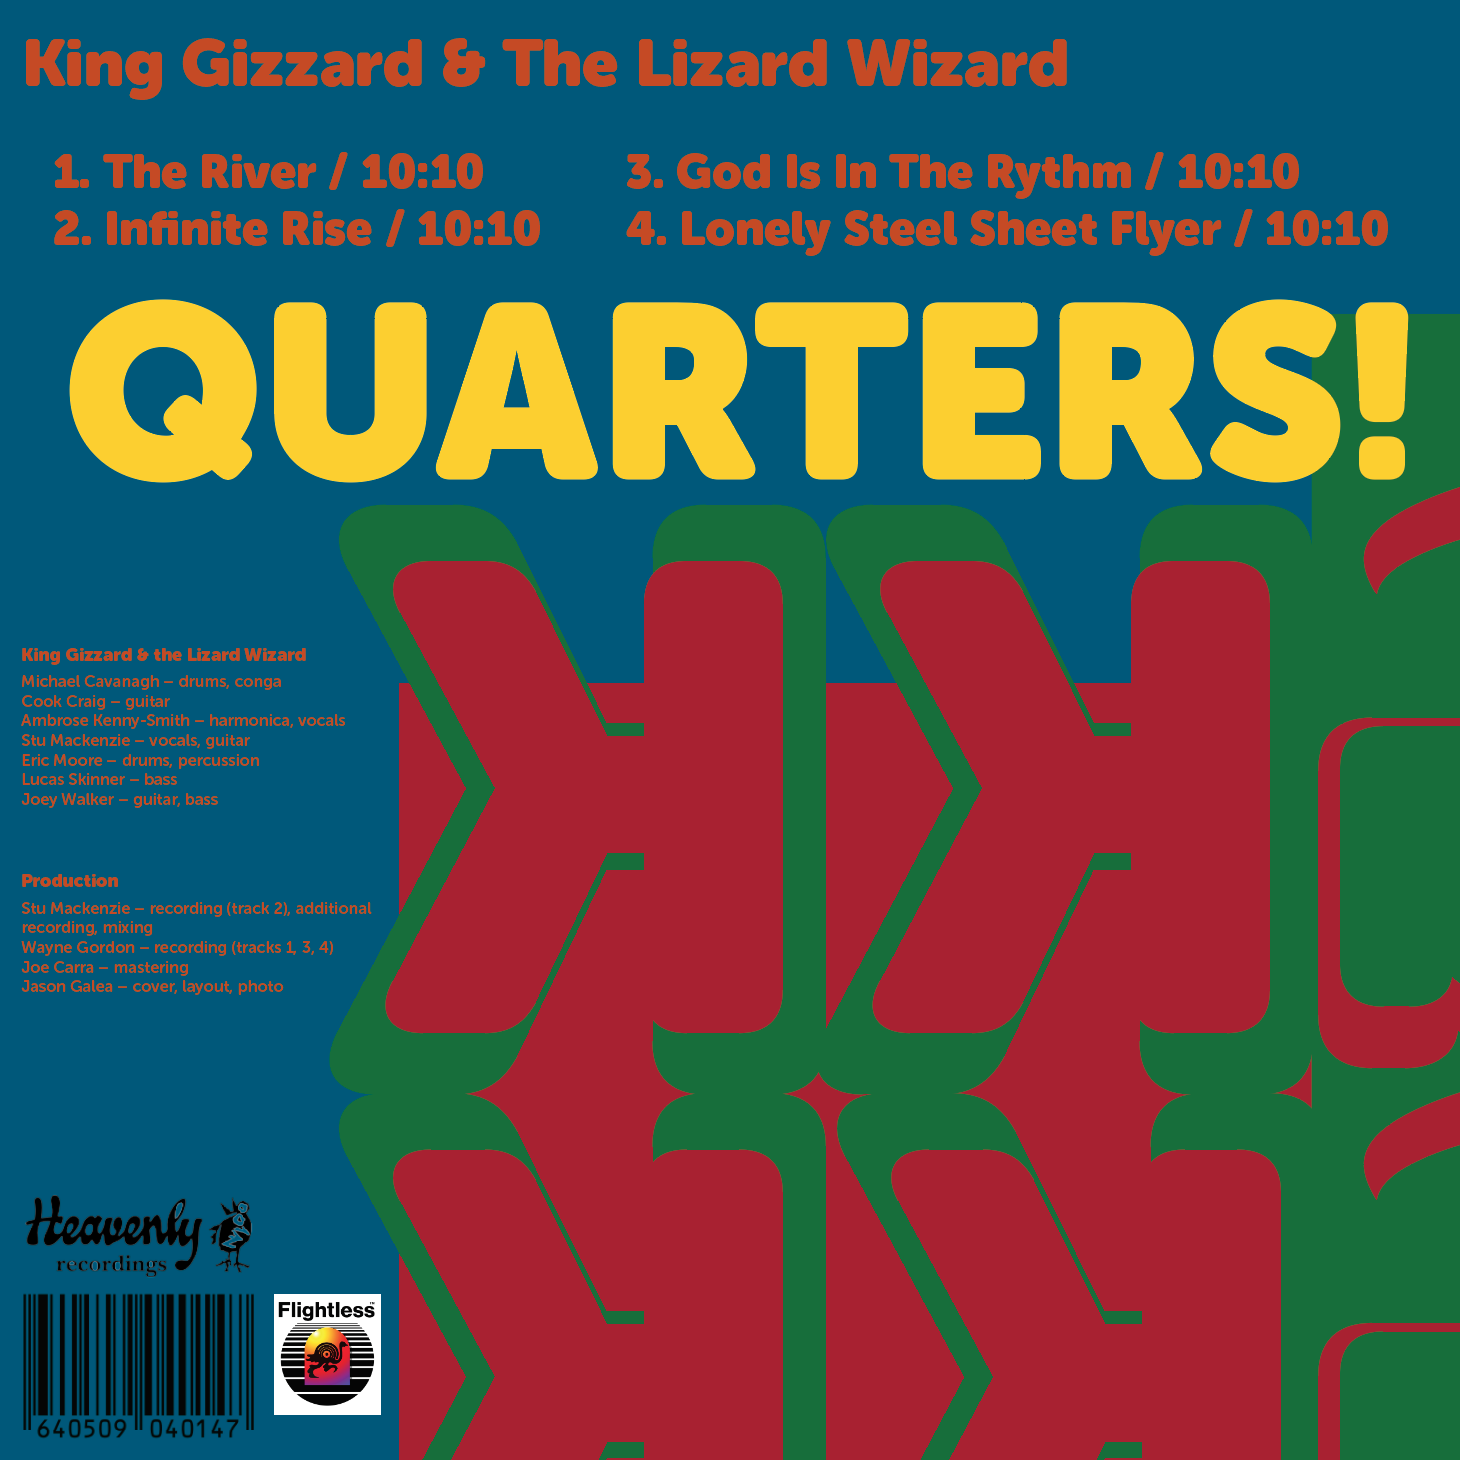 King Gizzard & The Lizard Wizard
1. The River / 10:10
2. Infinite Rise / 10:10
3. God Is In The Rythm / 10:10
4. Lonely Steel Sheet Flyer / 10:10
QUARTERS!
King Gizzard & the Lizard Wizard
Michael Cavanagh – drums, conga
Cook Craig – guitar
Ambrose Kenny-Smith – harmonica, vocals
Stu Mackenzie – vocals, guitar
Eric Moore – drums, percussion
Lucas Skinner – bass
Joey Walker – guitar, bass
Production
Stu Mackenzie – recording (track 2), additional
recording, mixing
Wayne Gordon – recording (tracks 1, 3, 4)
Joe Carra – mastering
Jason Galea – cover, layout, photo
Heavenly
recordings
Flightless™
640509 040147